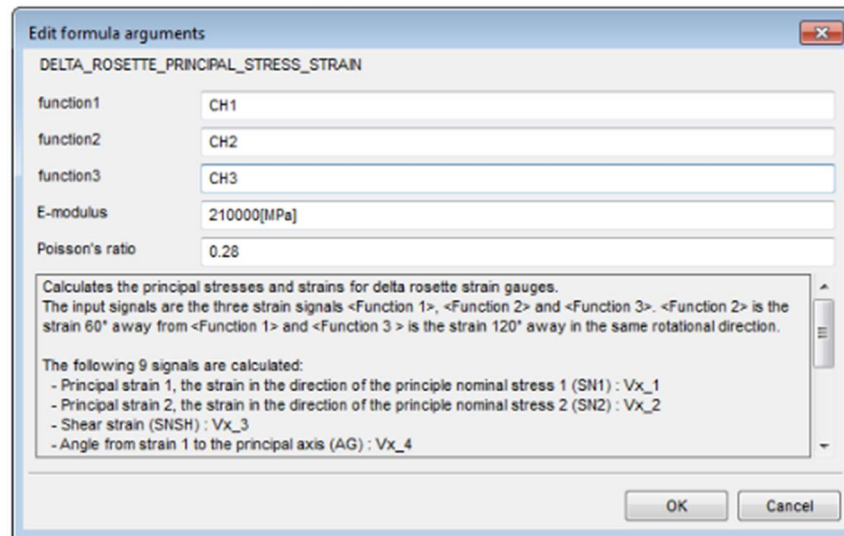 Edit formula arguments
DELTA_ROSETTE_PRINCIPAL_STRESS_STRAIN
function1 CH1
function2 CH2
function3 CH3
E-modulus 210000[MPa]
Poisson's ratio 0.28
Calculates the principal stresses and strains for delta rosette strain gauges.
The input signals are the three strain signals <Function 1>, <Function 2> and <Function 3>. <Function 2> is the
strain 60° away from <Function 1> and <Function 3 > is the strain 120° away in the same rotational direction.
The following 9 signals are calculated:
- Principal strain 1, the strain in the direction of the principle nominal stress 1 (SN1) : Vx_1
- Principal strain 2, the strain in the direction of the principle nominal stress 2 (SN2) : Vx_2
- Shear strain (SNSH) : Vx_3
- Angle from strain 1 to the principal axis (AG) : Vx_4
OK Cancel